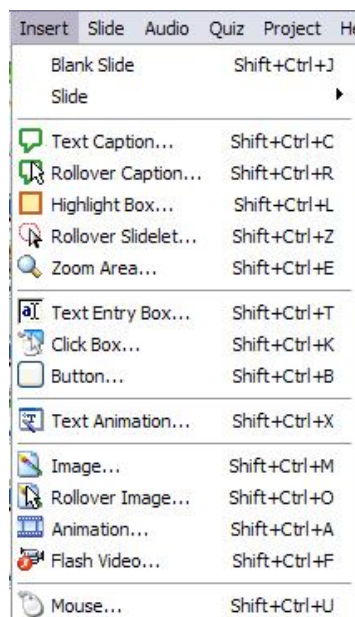 Insert Slide Audio Quiz Project
Blank Slide Shift+Ctrl+J
Slide
Text Caption... Shift+Ctrl+C
Rollover Caption... Shift+Ctrl+R
Highlight Box... Shift+Ctrl+L
Rollover Slidelet... Shift+Ctrl+Z
Zoom Area... Shift+Ctrl+E
Text Entry Box... Shift+Ctrl+T
Click Box... Shift+Ctrl+K
Button... Shift+Ctrl+B
Text Animation... Shift+Ctrl+X
Image... Shift+Ctrl+M
Rollover Image... Shift+Ctrl+O
Animation... Shift+Ctrl+A
Flash Video... Shift+Ctrl+F
Mouse... Shift+Ctrl+U